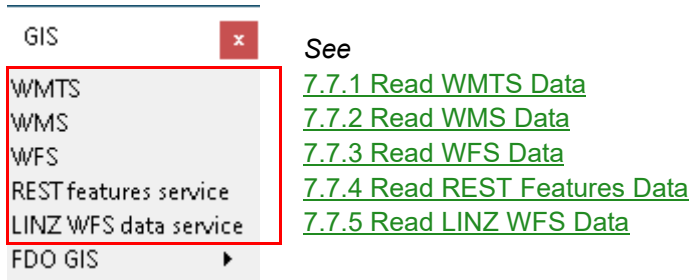 GIS x
See
WMTS 7.7.1 Read WMTS Data
WMS 7.7.2 Read WMS Data
WFS 7.7.3 Read WFS Data
REST features service 7.7.4 Read REST Features Data
LINZ WFS data service 7.7.5 Read LINZ WFS Data
FDO GIS